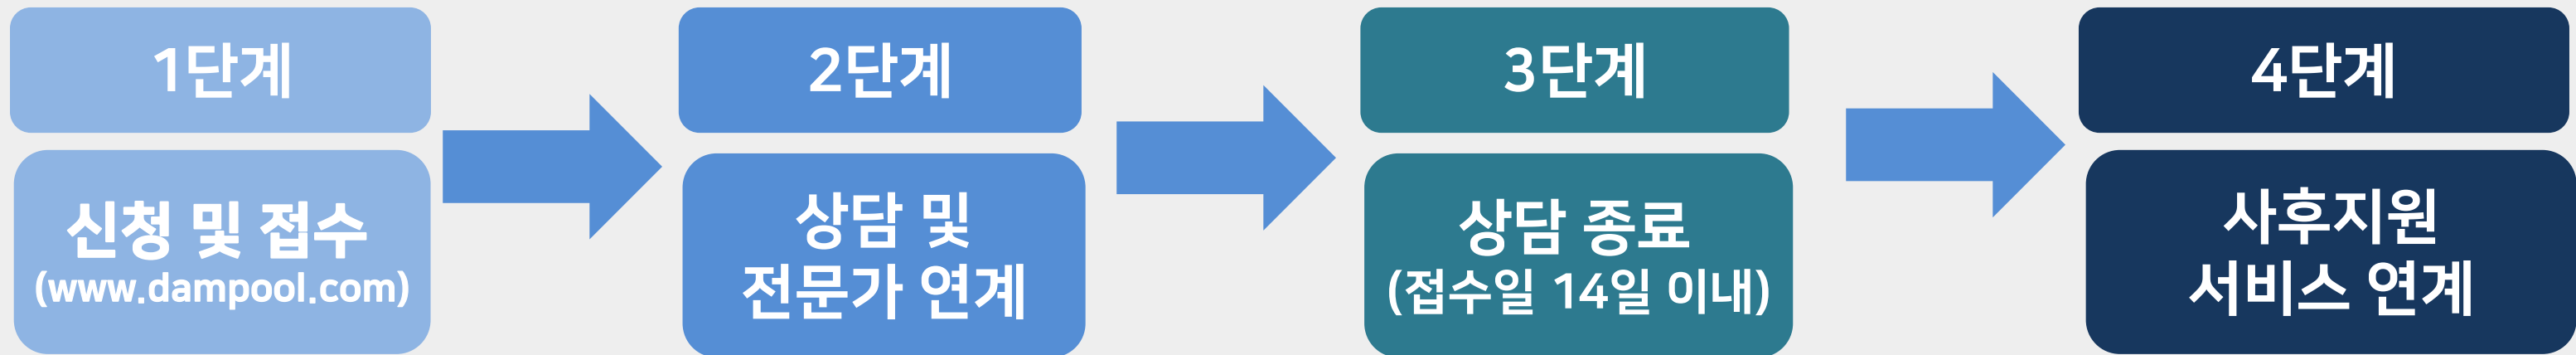 1단계
신청 및 접수
(www.dampool.com)
2단계
상담 및
전문가 연계
3단계
상담 종료
(접수일 14일 이내)
4단계
사후지원
서비스 연계